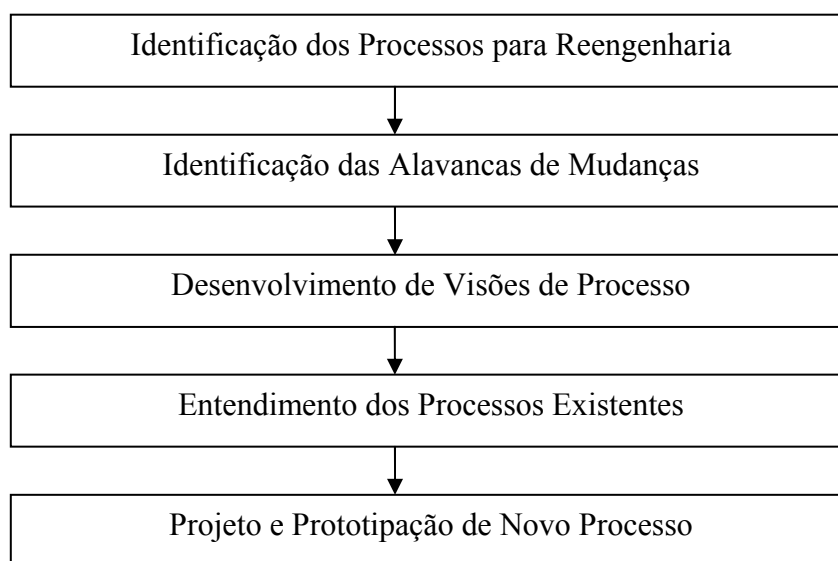 Identificação dos Processos para Reengenharia
Identificação das Alavancas de Mudanças
Desenvolvimento de Visões de Processo
Entendimento dos Processos Existentes
Projeto e Prototipação de Novo Processo